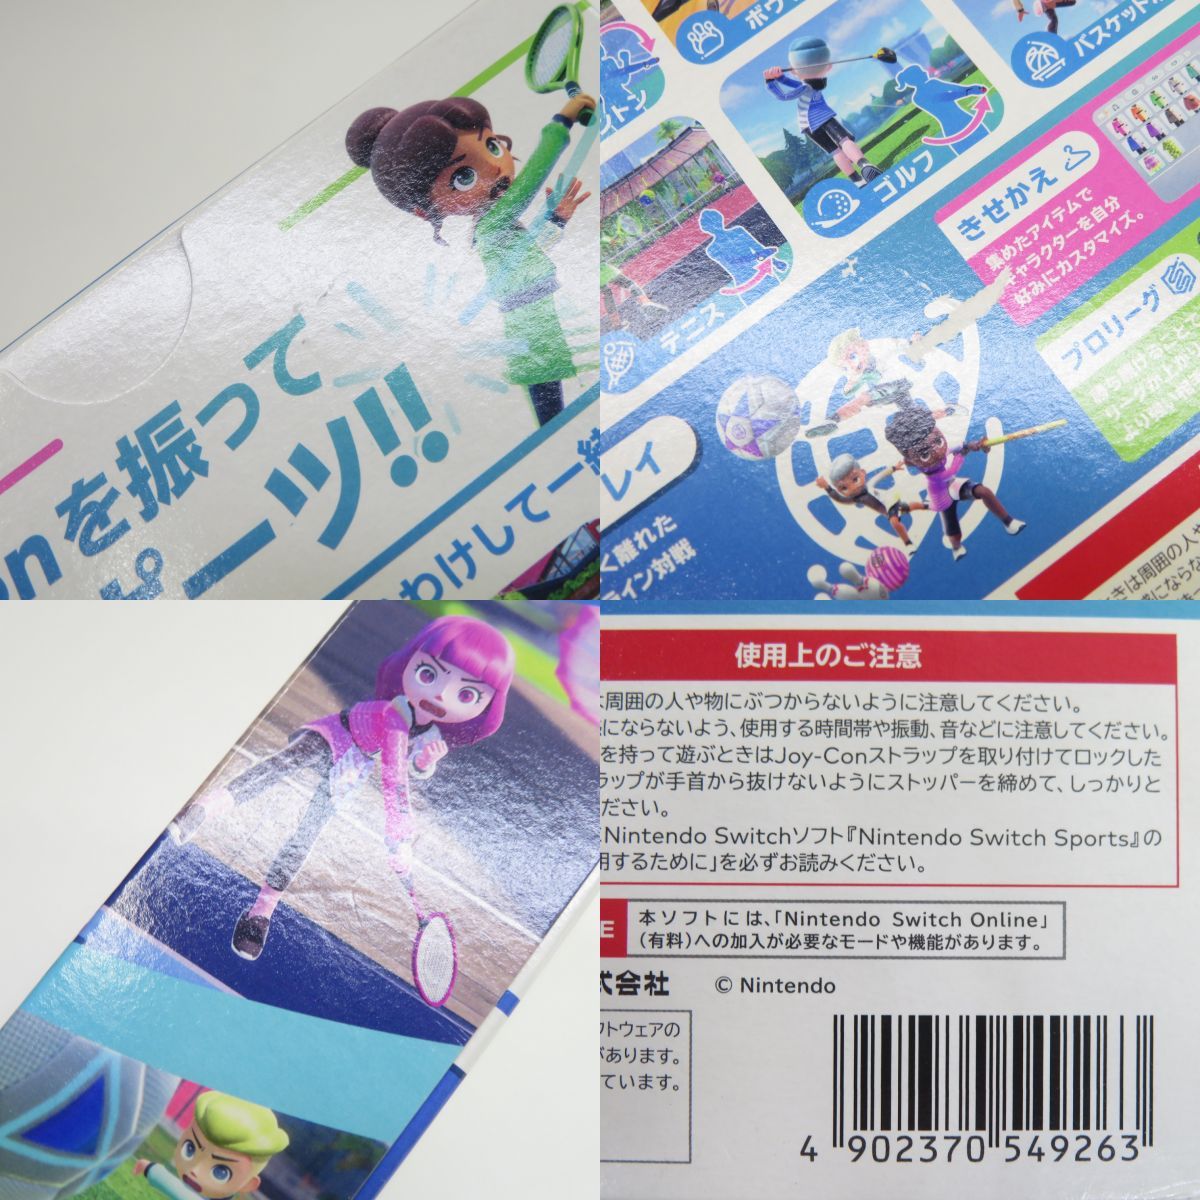 on を振って
ポーツ!!
わけして一緒
ボウ
バスケットボ
ントン
ゴルフ
テニス
きせかえ
集めたアイテムで
キャラクターを自分
好みにカスタマイズ。
プロリーグ
レイ
く離れた
ライン対戦
使用上のご注意
は周囲の人や物にぶつからないように注意してください。
にならないよう、使用する時間帯や振動、音などに注意してください。
を持って遊ぶときはJoy-Conストラップを取り付けてロックした
ラップが手首から抜けないようにストッパーを締めて、しっかりと
ださい。
Nintendo Switchソフト『Nintendo Switch Sports』の
用するために」を必ずお読みください。
E
本ソフトには、「Nintendo Switch Online」
(有料)への加入が必要なモードや機能があります。
式会社
© Nintendo
フトウェアの
があります。
ています。
4 902370 549263